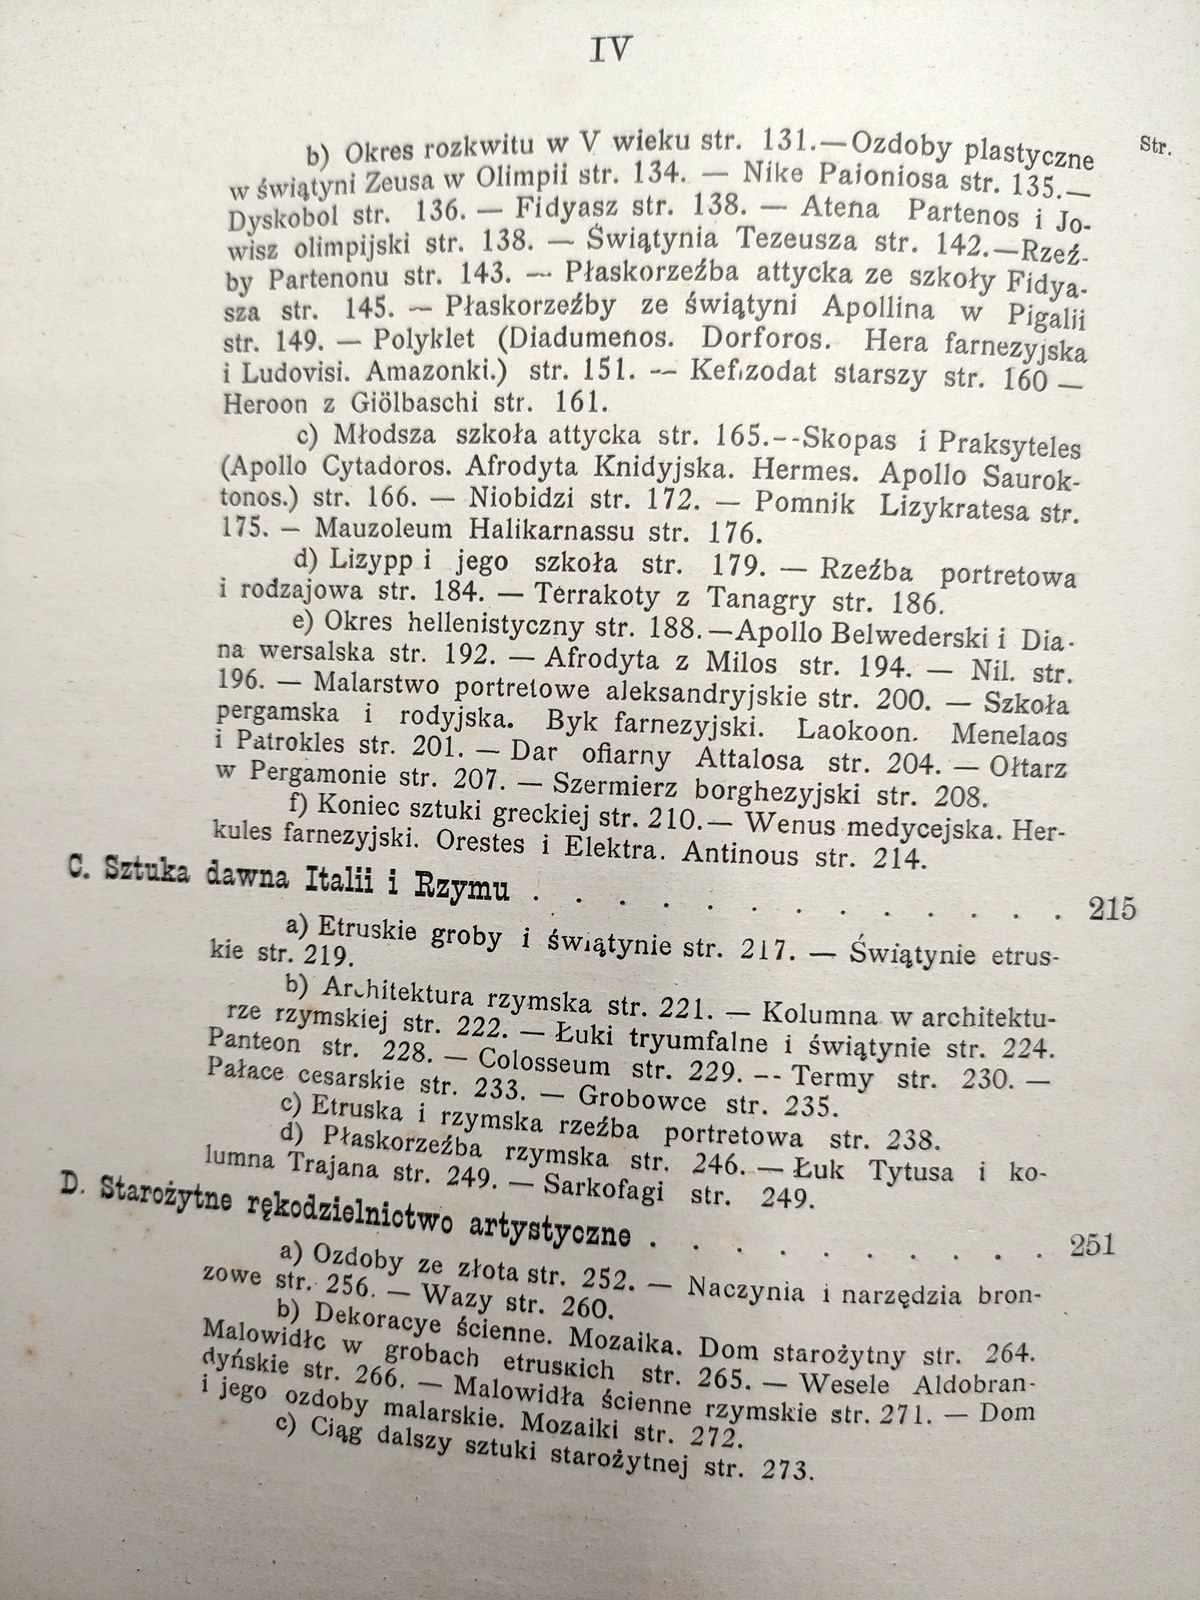 IV
Str.
b) Okres rozkwitu w V wieku str. 131.—Ozdoby plastyczne
w świątyni Zeusa w Olimpii str. 134. — Nike Paioniosa str. 135.—
Dyskobol str. 136. — Fidyasz str. 138. — Atena Partenos i Jo-
wisz olimpijski str. 138. — Świątynia Tezeusza str. 142.—Rzeź-
by Partenonu str. 143. — Płaskorzeźba attycka ze szkoły Fidya-
sza str. 145. — Płaskorzeźby ze świątyni Apollina w Pigalii
str. 149. — Polyklet (Diadumenos. Dorforos. Hera farnezyjska
i Ludovisi. Amazonki.) str. 151. — Kefizodat starszy str. 160 —
Heroon z Giölbaschi str. 161.
c) Młodsza szkoła attycka str. 165.--Skopas i Praksyteles
(Apollo Cytadoros. Afrodyta Knidyjska. Hermes. Apollo Saurok-
tonos.) str. 166. — Niobidzi str. 172. — Pomnik Lizykratesa str.
175. — Mauzoleum Halikarnassu str. 176.
d) Lizypp i jego szkoła str. 179. — Rzeźba portretowa
i rodzajowa str. 184. — Terrakoty z Tanagry str. 186.
e) Okres hellenistyczny str. 188.—Apollo Belwederski i Dia-
na wersalska str. 192. — Afrodyta z Milos str. 194. — Nil. str.
196. — Malarstwo portretowe aleksandryjskie str. 200. — Szkoła
pergamska i rodyjska. Byk farnezyjski. Laokoon. Menelaos
i Patrokles str. 201. — Dar ofiarny Attalosa str. 204. — Ołtarz
w Pergamonie str. 207. — Szermierz borghezyjski str. 208.
f) Koniec sztuki greckiej str. 210.— Wenus medycejska. Her-
kules farnezyjski. Orestes i Elektra. Antinous str. 214.
C. Sztuka dawna Italii i Rzymu . . . . . . . . . . . . . 215
a) Etruskie groby i świątynie str. 217. — Świątynie etrus-
kie str. 219.
b) Architektura rzymska str. 221. — Kolumna w architektu-
rze rzymskiej str. 222. — Łuki tryumfalne i świątynie str. 224.
Panteon str. 228. — Colosseum str. 229. -- Termy str. 230. —
Pałace cesarskie str. 233. — Grobowce str. 235.
c) Etruska i rzymska rzeźba portretowa str. 238.
d) Płaskorzeźba rzymska str. 246. — Łuk Tytusa i ko-
lumna Trajana str. 249. — Sarkofagi str. 249.
D. Starożytne rękodzielnictwo artystyczne . . . . . . . . . . 251
a) Ozdoby ze złota str. 252. — Naczynia i narzędzia bron-
zowe str. 256. — Wazy str. 260.
b) Dekoracye ścienne. Mozaika. Dom starożytny str. 264.
Malowidłc w grobach etruskich str. 265. — Wesele Aldobran-
dyńskie str. 266. — Malowidła ścienne rzymskie str. 271. — Dom
i jego ozdoby malarskie. Mozaiki str. 272.
c) Ciąg dalszy sztuki starożytnej str. 273.